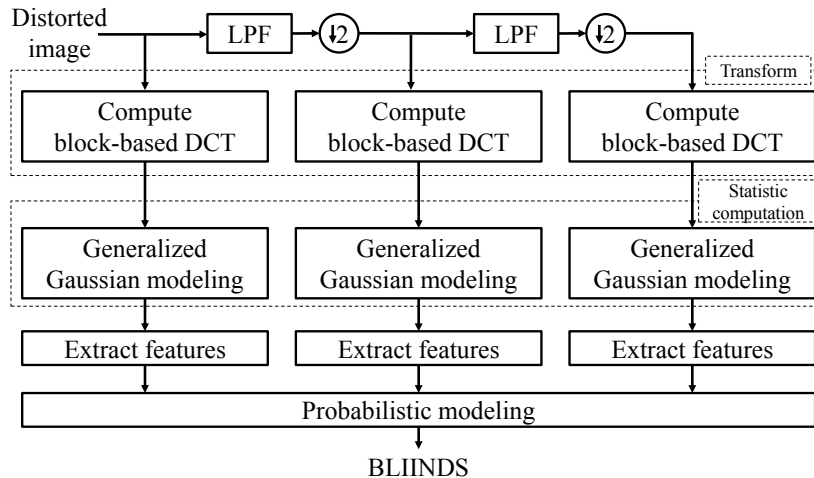 Distorted
image
LPF
↓2
LPF
↓2
Transform
Compute
block-based DCT
Compute
block-based DCT
Compute
block-based DCT
Statistic
computation
Generalized
Gaussian modeling
Generalized
Gaussian modeling
Generalized
Gaussian modeling
Extract features
Extract features
Extract features
Probabilistic modeling
BLIINDS